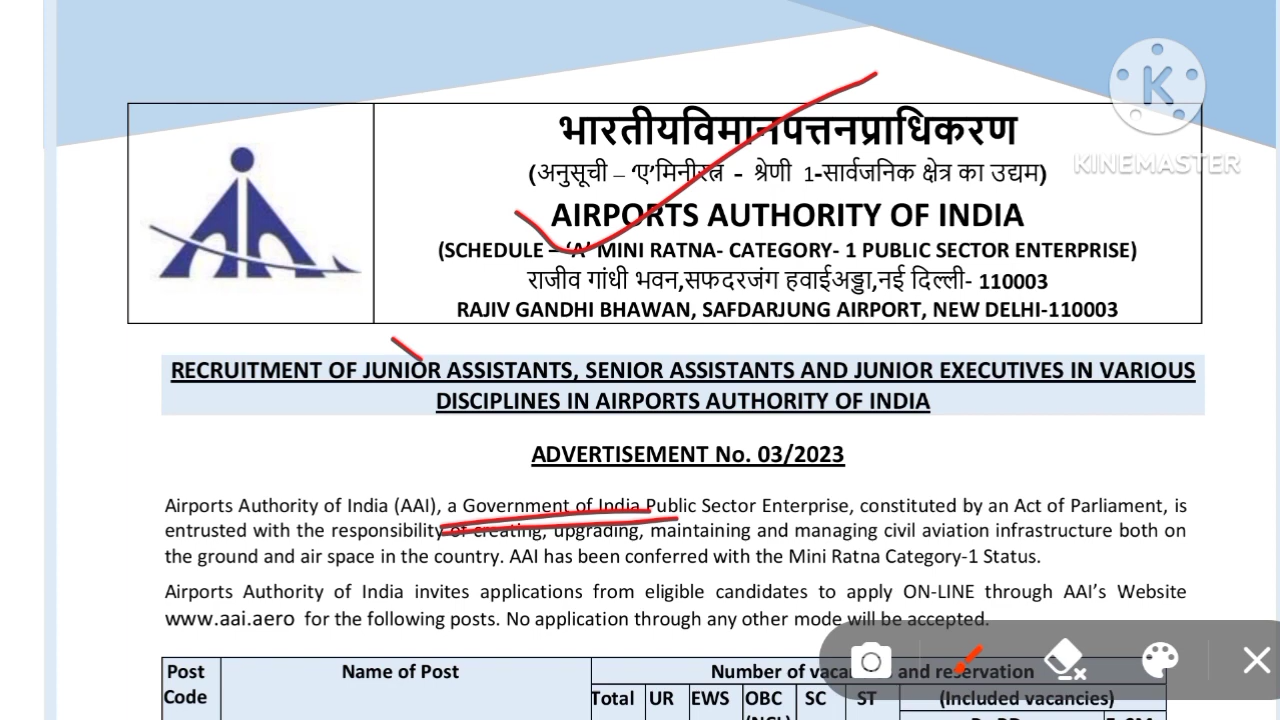 भारतीयविमानपत्तनप्राधिकरण
(अनुसूची – ‘ए’मिनीरत्न - श्रेणी 1-सार्वजनिक क्षेत्र का उद्यम)
AIRPORTS AUTHORITY OF INDIA
(SCHEDULE – ‘A’ MINI RATNA- CATEGORY- 1 PUBLIC SECTOR ENTERPRISE)
राजीव गांधी भवन,सफदरजंग हवाईअड्डा,नई दिल्ली- 110003
RAJIV GANDHI BHAWAN, SAFDARJUNG AIRPORT, NEW DELHI-110003
K
KINEMASTER
RECRUITMENT OF JUNIOR ASSISTANTS, SENIOR ASSISTANTS AND JUNIOR EXECUTIVES IN VARIOUS
DISCIPLINES IN AIRPORTS AUTHORITY OF INDIA
ADVERTISEMENT No. 03/2023
Airports Authority of India (AAI), a Government of India Public Sector Enterprise, constituted by an Act of Parliament, is
entrusted with the responsibility of creating, upgrading, maintaining and managing civil aviation infrastructure both on
the ground and air space in the country. AAI has been conferred with the Mini Ratna Category-1 Status.
Airports Authority of India invites applications from eligible candidates to apply ON-LINE through AAI’s Website
www.aai.aero for the following posts. No application through any other mode will be accepted.
Post Code
Name of Post
Number of and reservation
Total UR EWS OBC SC ST (Included vacancies)